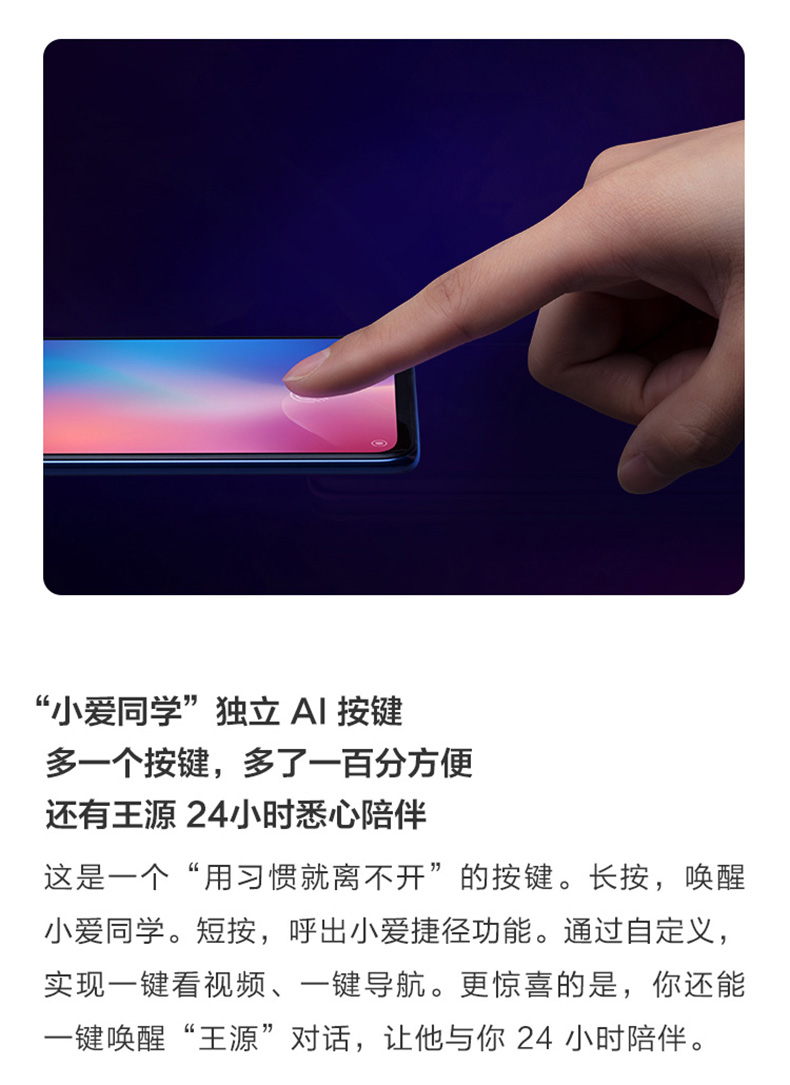 “小爱同学”独立 AI 按键
多一个按键，多了一百分方便
还有王源 24小时悉心陪伴
这是一个“用习惯就离不开”的按键。长按，唤醒
小爱同学。短按，呼出小爱捷径功能。通过自定义，
实现一键看视频、一键导航。更惊喜的是，你还能
一键唤醒“王源”对话，让他与你 24 小时陪伴。